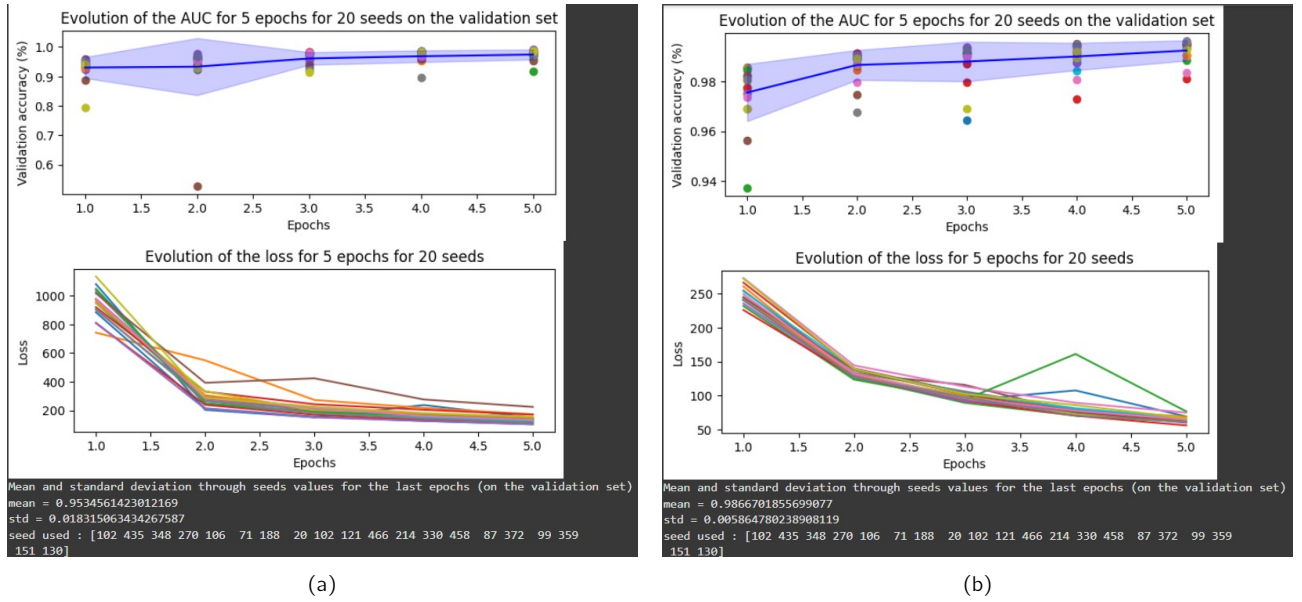 Evolution of the AUC for 5 epochs for 20 seeds on the validation set
Validation accuracy (%)
1.0
0.9
0.8
0.7
0.6
1.0 1.5 2.0 2.5 3.0 3.5 4.0 4.5 5.0
Epochs
Evolution of the loss for 5 epochs for 20 seeds
Loss
1000
800
600
400
200
1.0 1.5 2.0 2.5 3.0 3.5 4.0 4.5 5.0
Epochs
Mean and standard deviation through seeds values for the last epochs (on the validation set)
mean = 0.9534561423012169
std = 0.018315063434267587
seed used : [102 435 348 270 106  71 188  20 102 121 466 214 330 458  87 372  99 359
151 130]
(a)
Evolution of the AUC for 5 epochs for 20 seeds on the validation set
Validation accuracy (%)
0.98
0.96
0.94
1.0 1.5 2.0 2.5 3.0 3.5 4.0 4.5 5.0
Epochs
Evolution of the loss for 5 epochs for 20 seeds
Loss
250
200
150
100
50
1.0 1.5 2.0 2.5 3.0 3.5 4.0 4.5 5.0
Epochs
Mean and standard deviation through seeds values for the last epochs (on the validation set)
mean = 0.9866701855699077
std = 0.005864780238908119
seed used : [102 435 348 270 106  71 188  20 102 121 466 214 330 458  87 372  99 359
151 130]
(b)